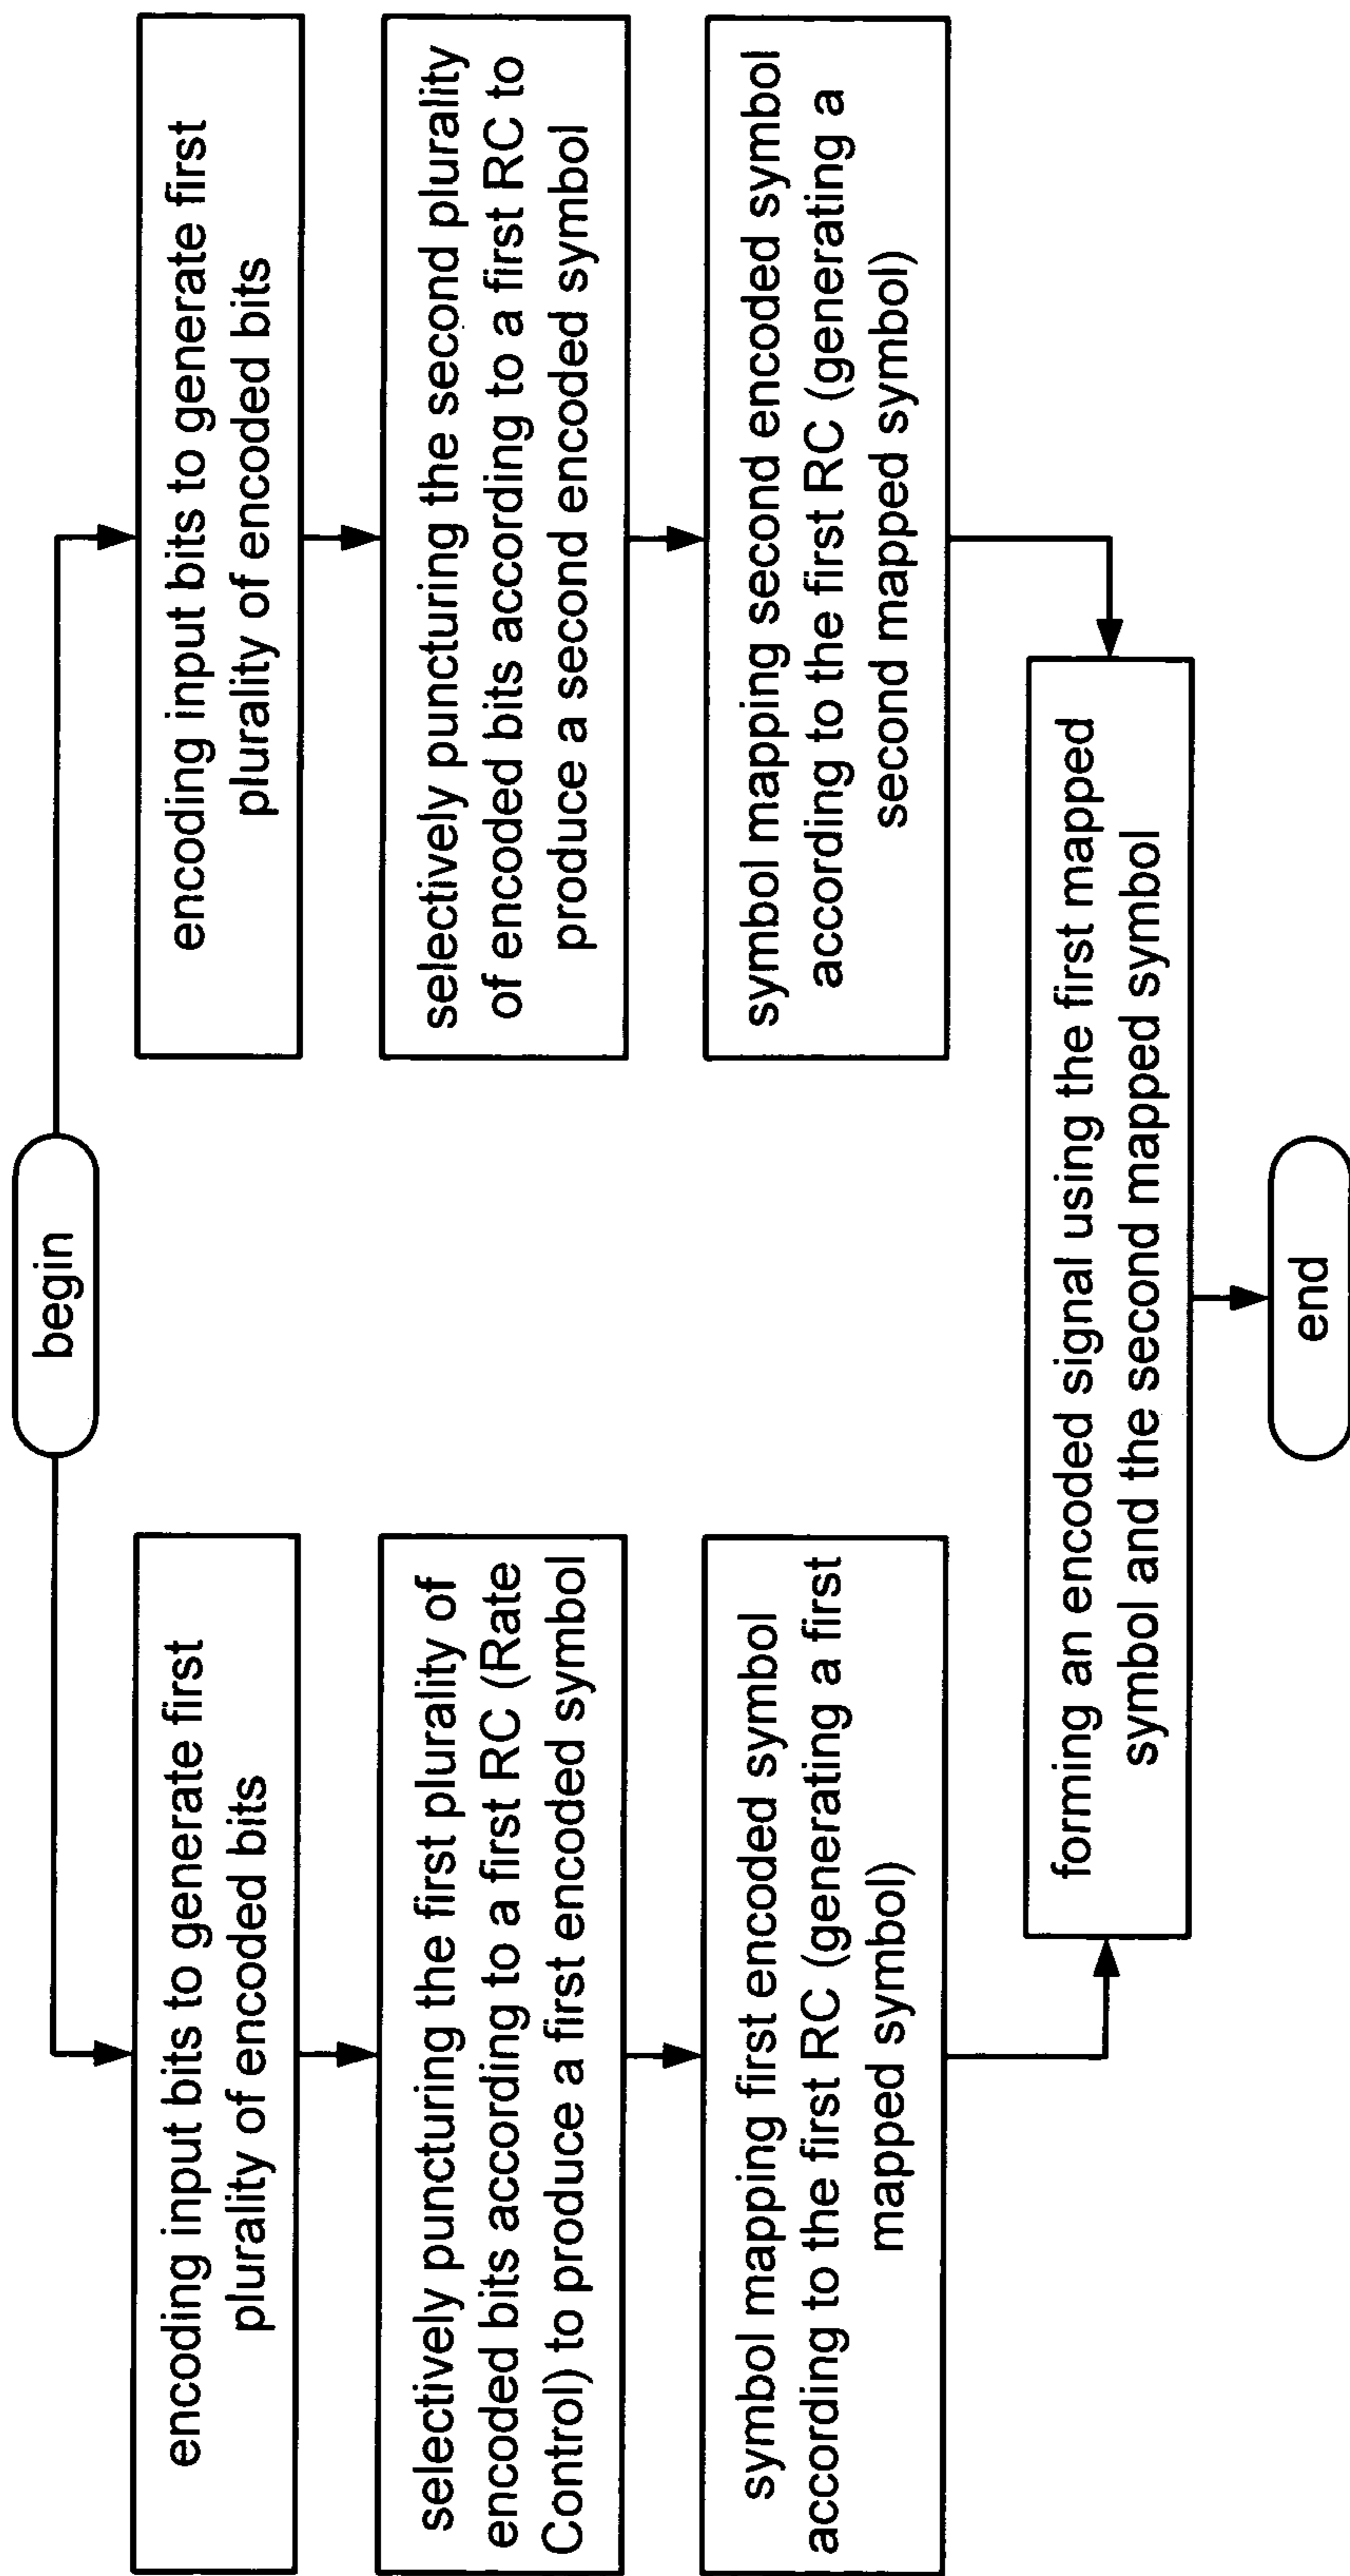 begin
encoding input bits to generate first
plurality of encoded bits
selectively puncturing the first plurality of
encoded bits according to a first RC (Rate
Control) to produce a first encoded symbol
symbol mapping first encoded symbol
according to the first RC (generating a first
mapped symbol)
encoding input bits to generate first
plurality of encoded bits
selectively puncturing the second plurality
of encoded bits according to a first RC to
produce a second encoded symbol
symbol mapping second encoded symbol
according to the first RC (generating a
second mapped symbol)
forming an encoded signal using the first mapped
symbol and the second mapped symbol
end